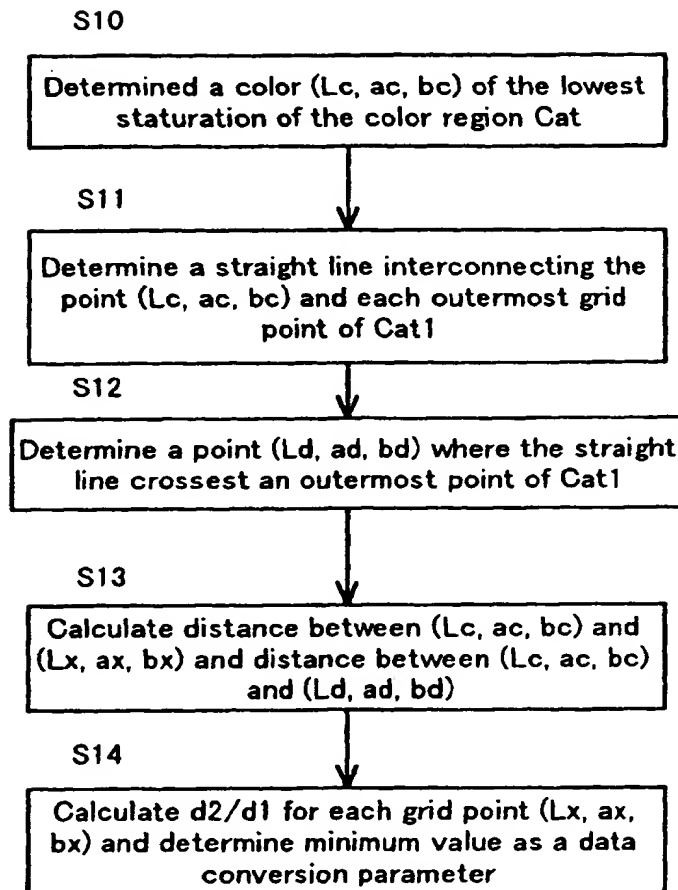 S10
Determined a color (Lc, ac, bc) of the lowest
staturation of the color region Cat
S11
Determine a straight line interconnecting the
point (Lc, ac, bc) and each outermost grid
point of Cat1
S12
Determine a point (Ld, ad, bd) where the straight
line crossest an outermost point of Cat1
S13
Calculate distance between (Lc, ac, bc) and
(Lx, ax, bx) and distance between (Lc, ac, bc)
and (Ld, ad, bd)
S14
Calculate d2/d1 for each grid point (Lx, ax,
bx) and determine minimum value as a data
conversion parameter